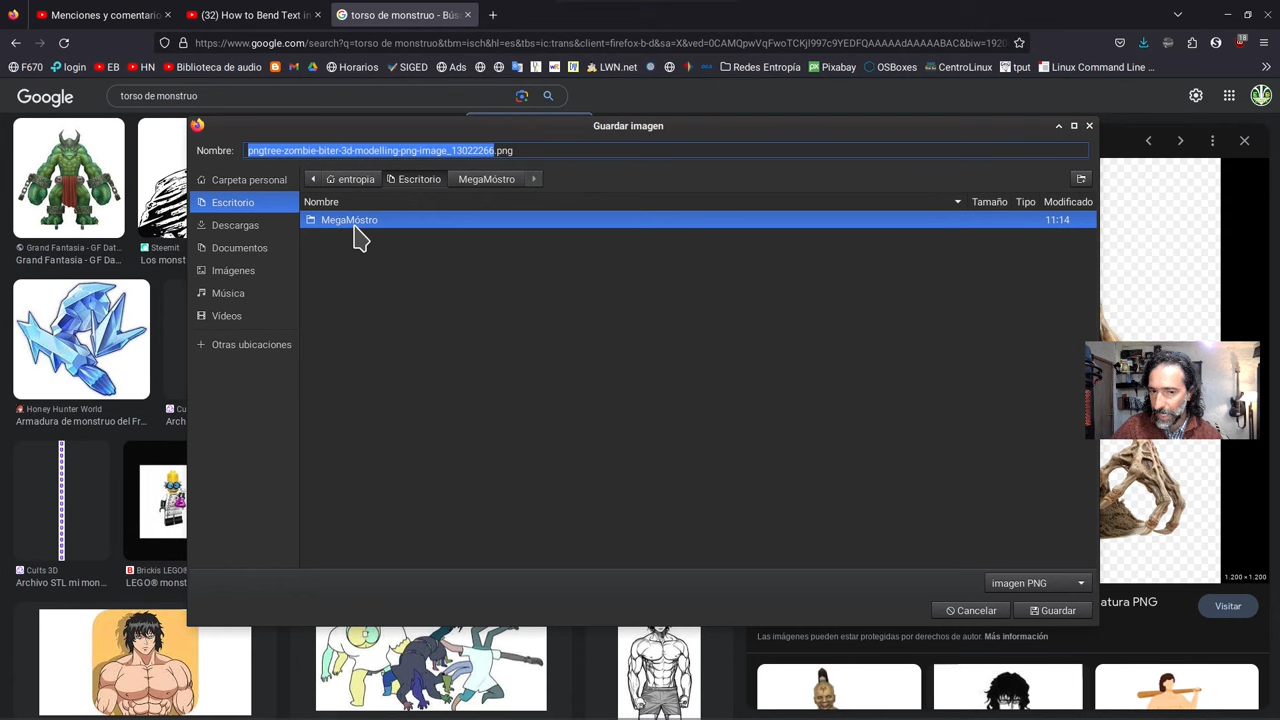 Menciones y comentario
(32) How to Bend Text in
torso de monstruo - Bús
https://www.google.com/search?q=torso de monstruo&tbm=isch&hl=es&tbs=ic:trans&client=firefox-b-d&sa=X&ved=0CAMQpwVqFwoTCKjI997c9YEDFQAAAAAdAAAAABAC&biw=1920
18
F670
login
EB
HN
Biblioteca de audio
Horarios
SIGED
Ads
LWN.net
Redes Entropía
Pixabay
OSBoxes
CentroLinux
tput
Linux Command Line ...
Google
torso de monstruo
Guardar imagen
Nombre:
pngtree-zombie-biter-3d-modelling-png-image_13022266.png
entropia
Escritorio
MegaMóstro
Carpeta personal
Escritorio
Descargas
Documentos
Imágenes
Música
Vídeos
Otras ubicaciones
Nombre
Tamaño
Tipo
Modificado
MegaMóstro
11:14
imagen PNG
Cancelar
Guardar
Grand Fantasia - GF Dat...
Grand Fantasia - GF Da...
Steemit
Los monst
Honey Hunter World
Armadura de monstruo del Fr...
Cu
Arch
Cults 3D
Archivo STL mi mon...
Brickis LEGO®
LEGO® monst
1.200 × 1.200
atura PNG
Visitar
Las imágenes pueden estar protegidas por derechos de autor. Más información